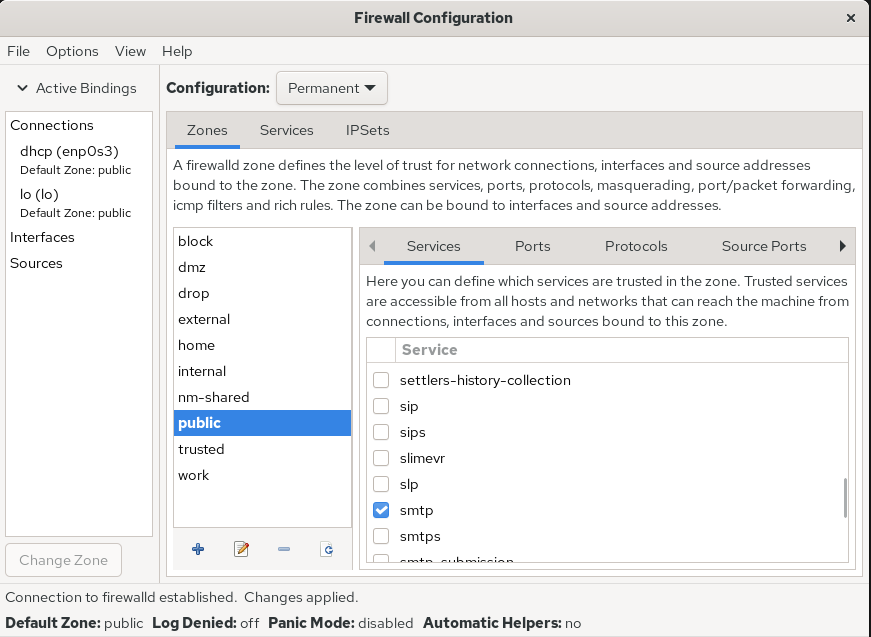 Firewall Configuration
File Options View Help
Active Bindings
Configuration: Permanent
Connections
dhcp (enp0s3)
Default Zone: public
lo (lo)
Default Zone: public
Interfaces
Sources
Change Zone
Zones Services IPSets
A firewalld zone defines the level of trust for network connections, interfaces and source addresses
bound to the zone. The zone combines services, ports, protocols, masquerading, port/packet forwarding,
icmp filters and rich rules. The zone can be bound to interfaces and source addresses.
block
dmz
drop
external
home
internal
nm-shared
public
trusted
work
Services Ports Protocols Source Ports
Here you can define which services are trusted in the zone. Trusted services
are accessible from all hosts and networks that can reach the machine from
connections, interfaces and sources bound to this zone.
Service
settlers-history-collection
sip
sips
slimevr
slp
smtp
smtps
smtp-submission
Connection to firewalld established. Changes applied.
Default Zone: public Log Denied: off Panic Mode: disabled Automatic Helpers: no